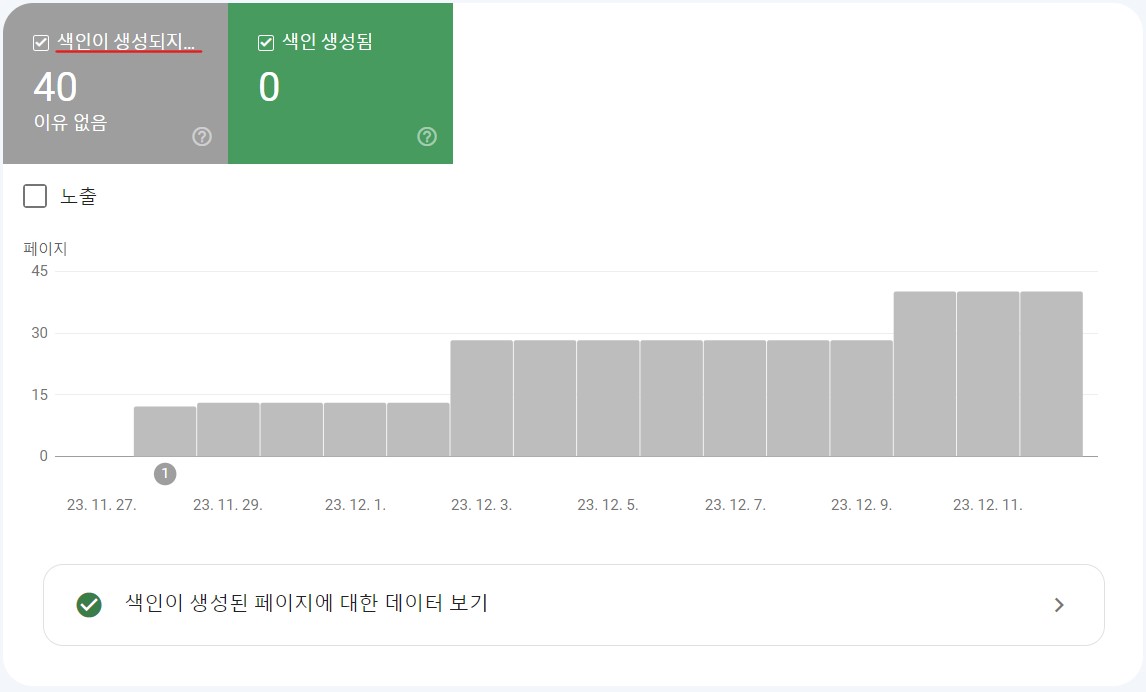 색인이 생성되지...
40
이유 없음
색인 생성됨
0
노출
페이지
45
30
15
0
1
23. 11. 27.
23. 11. 29.
23. 12. 1.
23. 12. 3.
23. 12. 5.
23. 12. 7.
23. 12. 9.
23. 12. 11.
색인이 생성된 페이지에 대한 데이터 보기